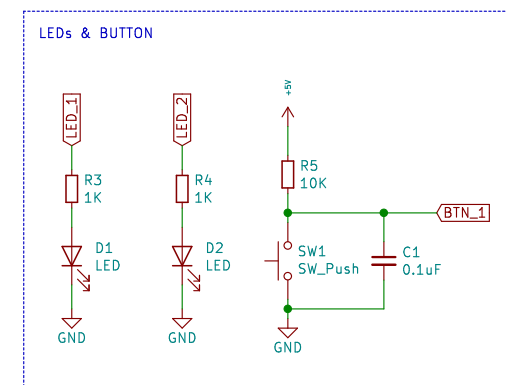 LEDs & BUTTON
+5V
LED_1
LED_2
R3
1K
R4
1K
R5
10K
BTN_1
D1
LED
D2
LED
SW1
SW_Push
C1
0.1uF
GND
GND
GND